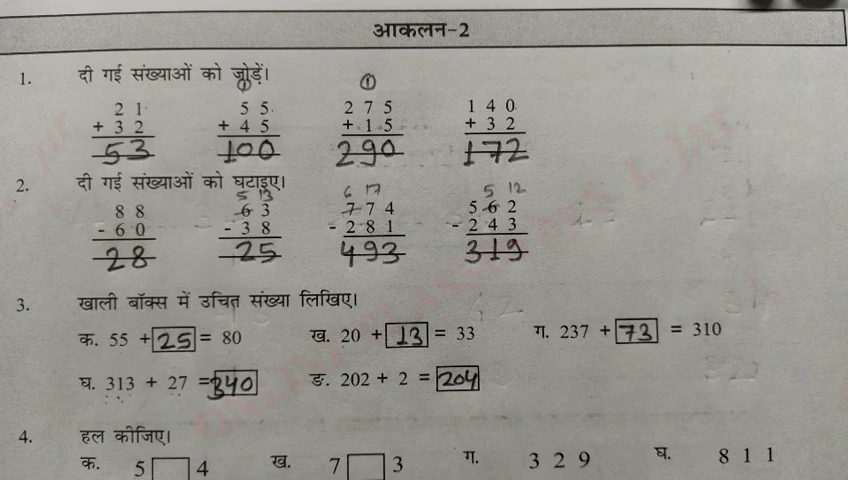 आकलन-2
1. दी गई संख्याओं को जोड़ें।
1 1
2 1 5 5 2 7 5 1 4 0
+ 3 2 + 4 5 + 1 5 + 3 2
53 100 290 172
2. दी गई संख्याओं को घटाइए।
5 13 6 17 5 12
8 8 6 3 7 7 4 5 6 2
- 6 0 - 3 8 - 2 8 1 - 2 4 3
28 25 493 319
3. खाली बॉक्स में उचित संख्या लिखिए।
क. 55 + 25 = 80 ख. 20 + 13 = 33 ग. 237 + 73 = 310
घ. 313 + 27 = 340 ङ. 202 + 2 = 204
4. हल कीजिए।
क. 5 4 ख. 7 3 ग. 3 2 9 घ. 8 1 1